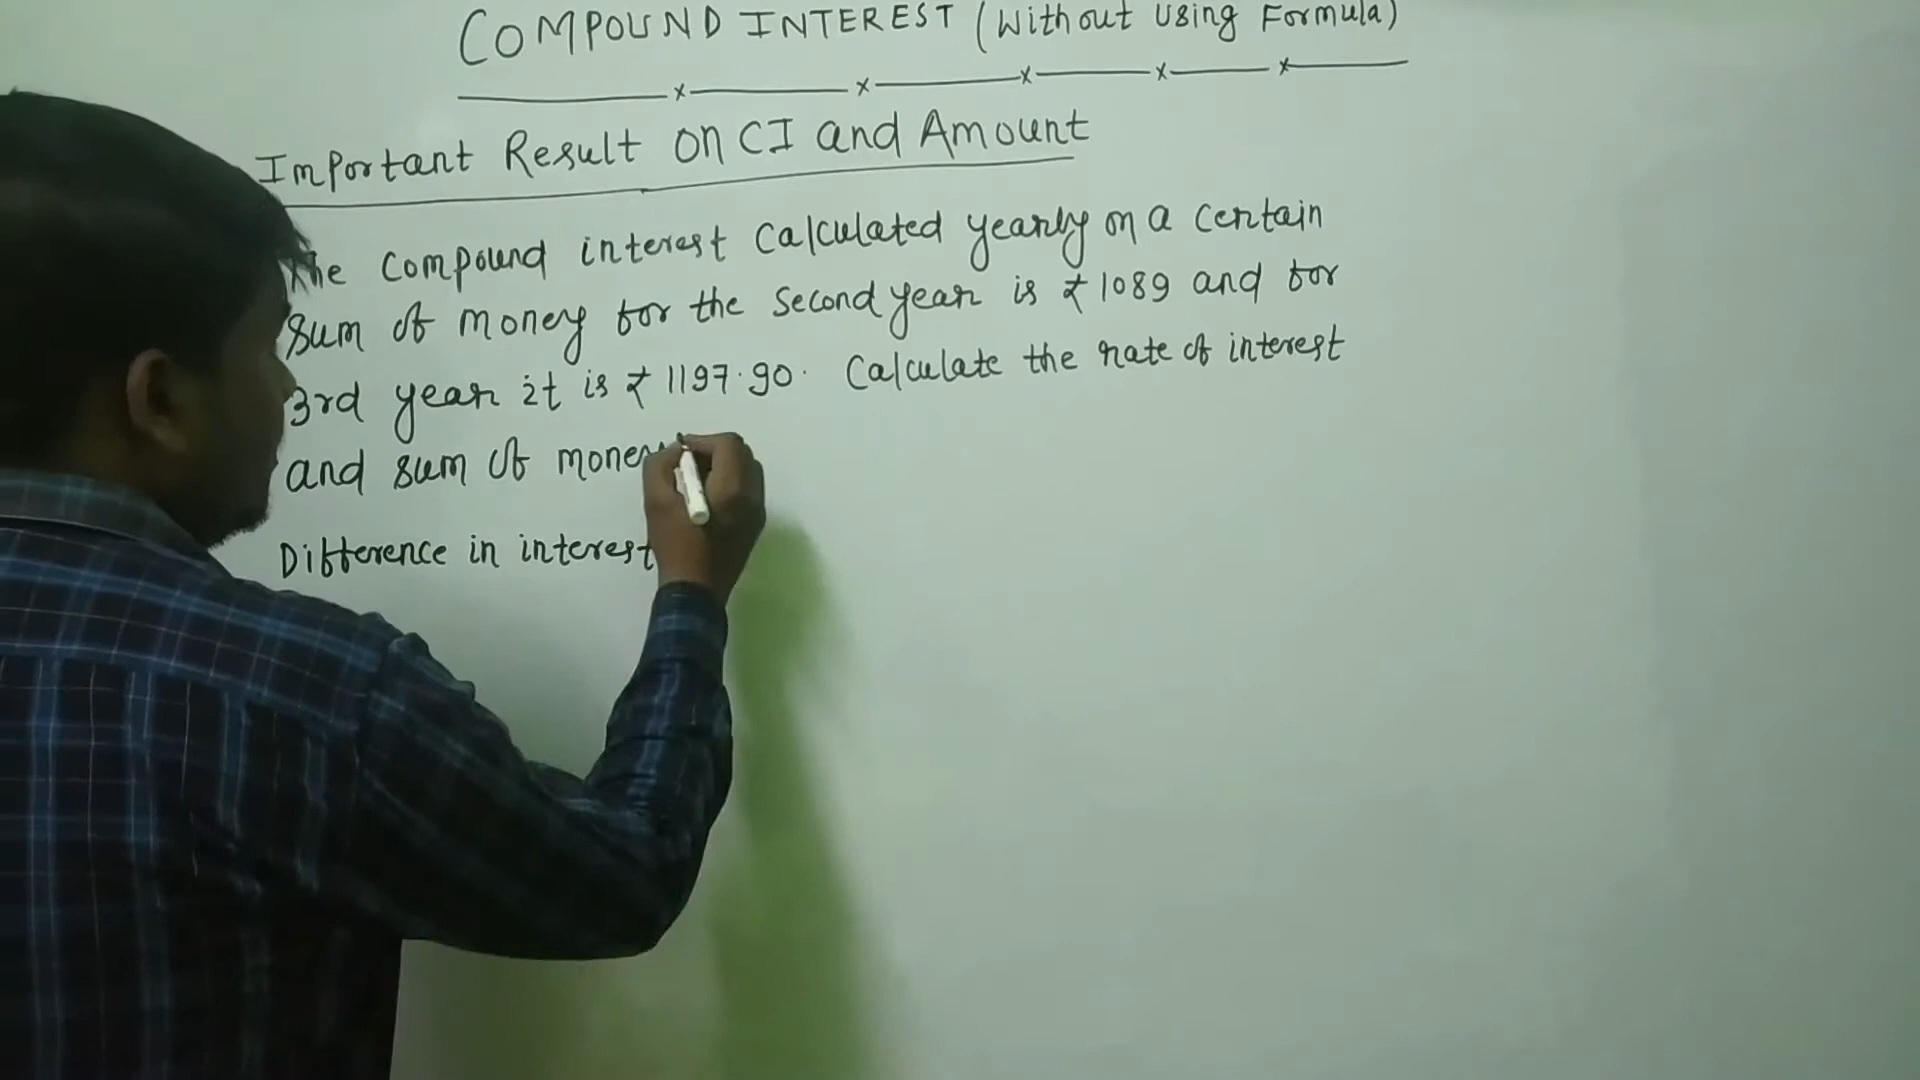 COMPOUND INTEREST (Without Using Formula)
Important Result on CI and Amount
The Compound interest Calculated yearly on a Certain
Sum of money for the Second year is ₹ 1089 and for
3rd year it is ₹ 1197.90. Calculate the rate of interest
and sum of money
Difference in interest